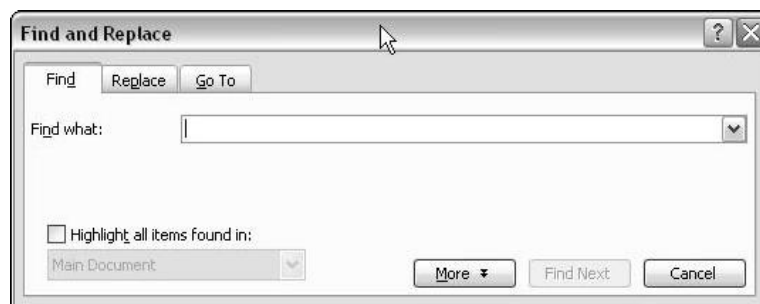 Find and Replace ?
Find Replace Go To
Find what:
Highlight all items found in:
Main Document
More Find Next Cancel